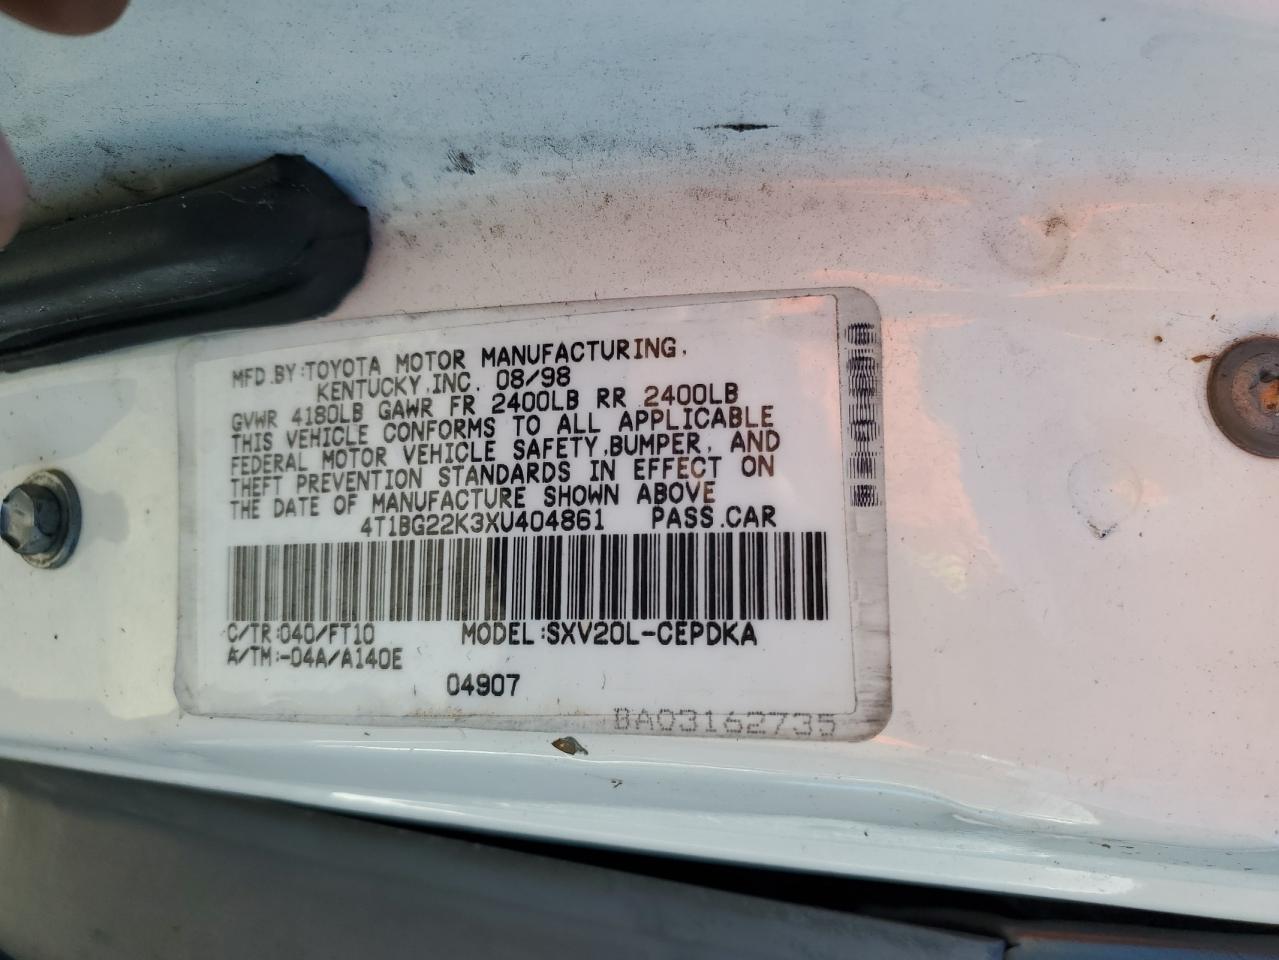 MFD.BY:TOYOTA MOTOR MANUFACTURING,
KENTUCKY,INC. 08/98
GVWR 4180LB GAWR FR 2400LB RR 2400LB
THIS VEHICLE CONFORMS TO ALL APPLICABLE
FEDERAL MOTOR VEHICLE SAFETY,BUMPER, AND
THEFT PREVENTION STANDARDS IN EFFECT ON
THE DATE OF MANUFACTURE SHOWN ABOVE
4T1BG22K3XU404861 PASS.CAR
C/TR:040/FT10 MODEL:SXV20L-CEPDKA
A/TM:-04A/A140E
04907
BA03162735